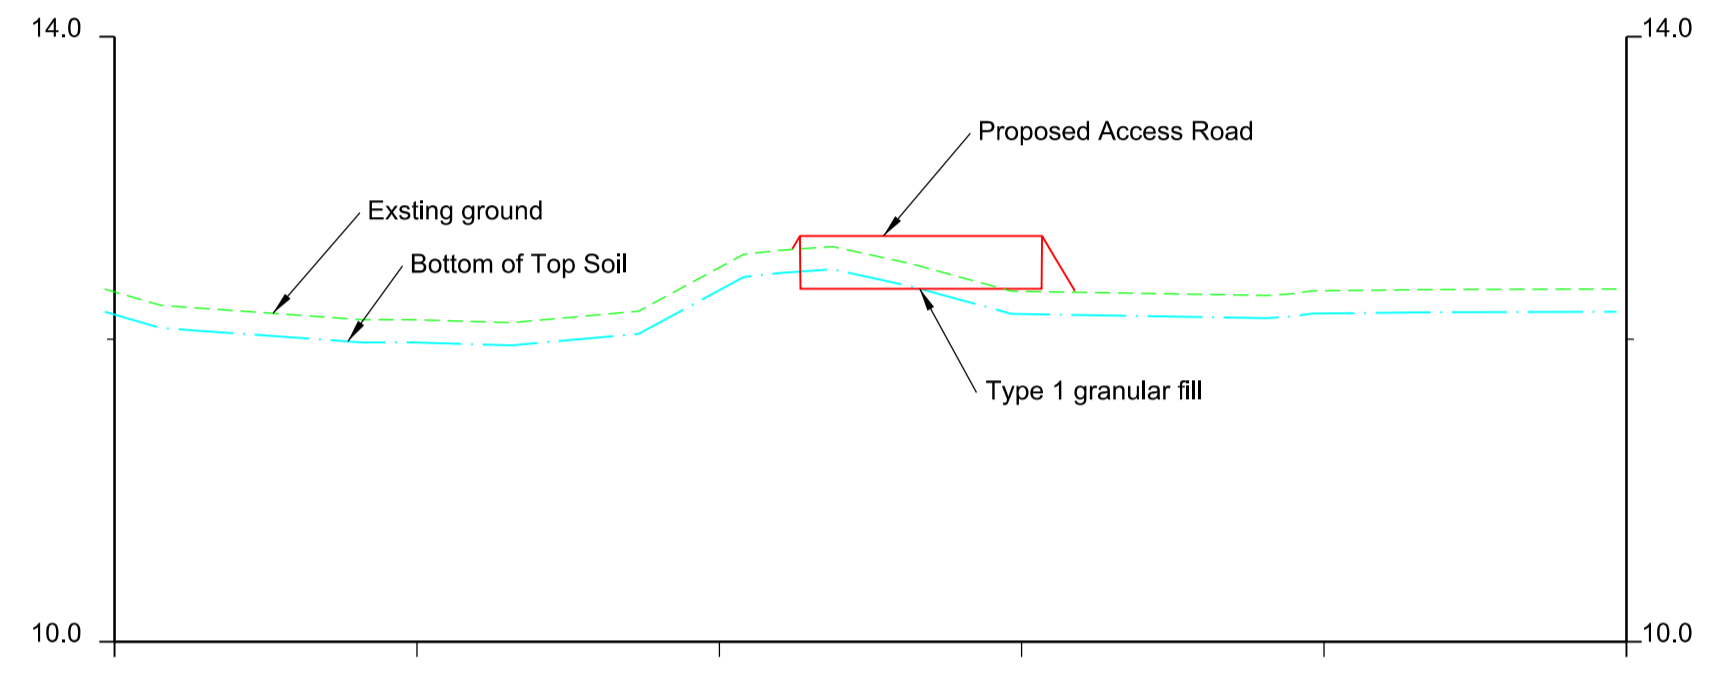 14.0
14.0
Proposed Access Road
Exsting ground
Bottom of Top Soil
Type 1 granular fill
10.0
10.0